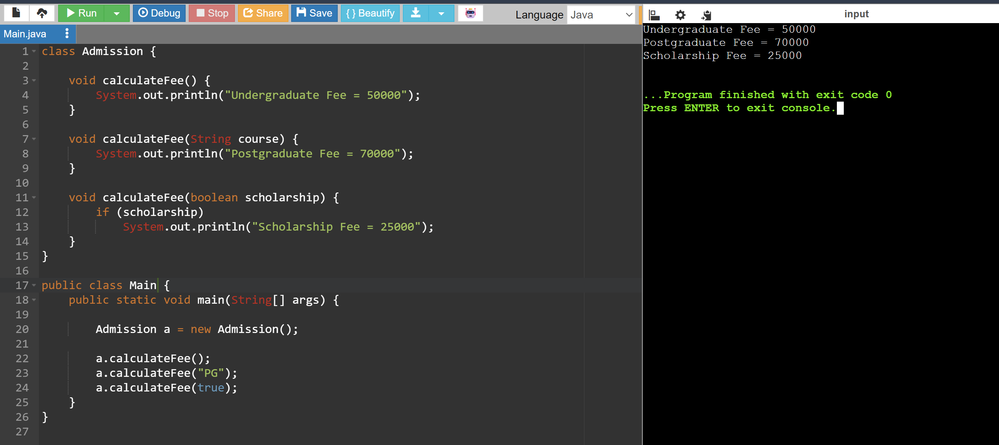 Run Debug Stop Share Save { } Beautify Language Java
Main.java
1 class Admission {
2
3     void calculateFee() {
4         System.out.println("Undergraduate Fee = 50000");
5     }
6
7     void calculateFee(String course) {
8         System.out.println("Postgraduate Fee = 70000");
9     }
10
11     void calculateFee(boolean scholarship) {
12         if (scholarship)
13             System.out.println("Scholarship Fee = 25000");
14     }
15 }
16
17 public class Main {
18     public static void main(String[] args) {
19
20         Admission a = new Admission();
21
22         a.calculateFee();
23         a.calculateFee("PG");
24         a.calculateFee(true);
25     }
26 }
27
input
Undergraduate Fee = 50000
Postgraduate Fee = 70000
Scholarship Fee = 25000
...Program finished with exit code 0
Press ENTER to exit console.